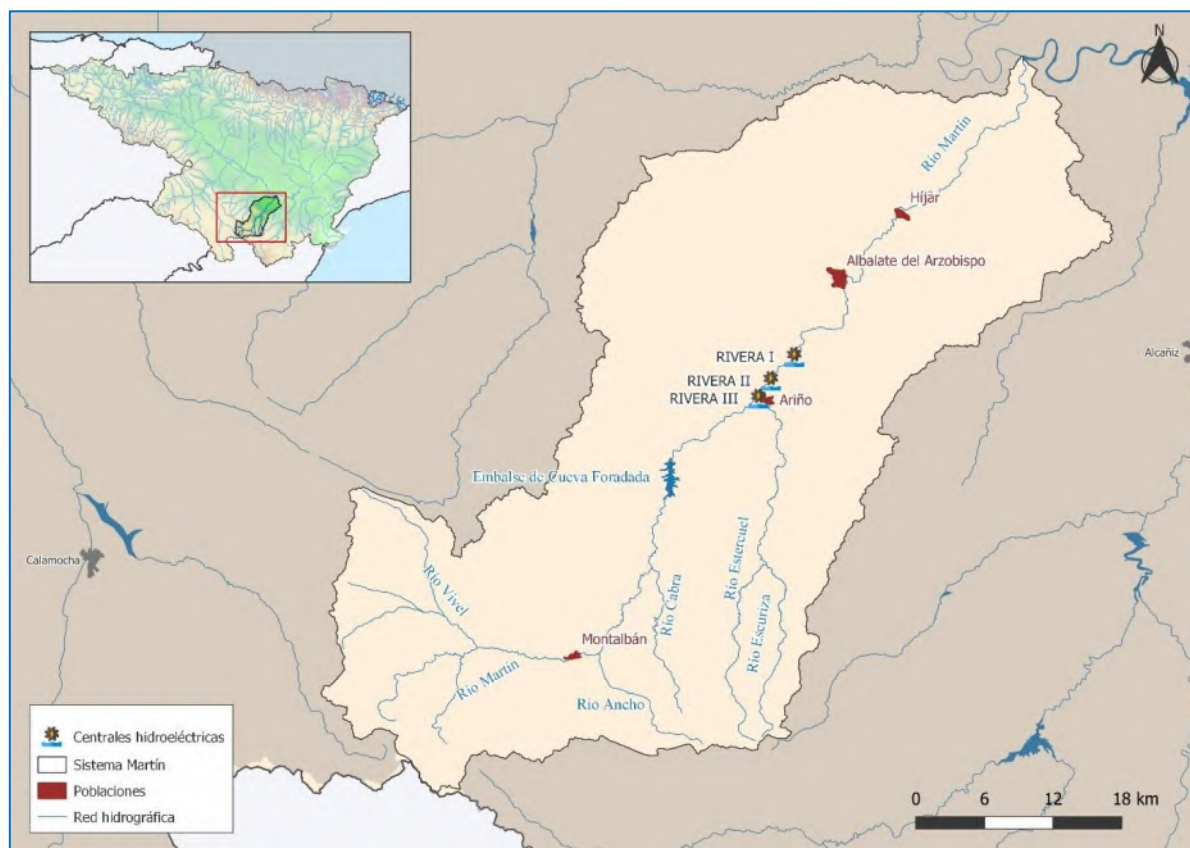 N
Río Martín
Híjar
Albalate del Arzobispo
RIVERA I
Alcañiz
RIVERA II
RIVERA III
Ariño
Embalse de Cueva Foradada
Calamocha
Río Vivel
Río Cabra
Río Estercuel
Río Escuriza
Montalbán
Río Martín
Río Ancho
Centrales hidroeléctricas
Sistema Martín
Poblaciones
Red hidrográfica
0 6 12 18 km